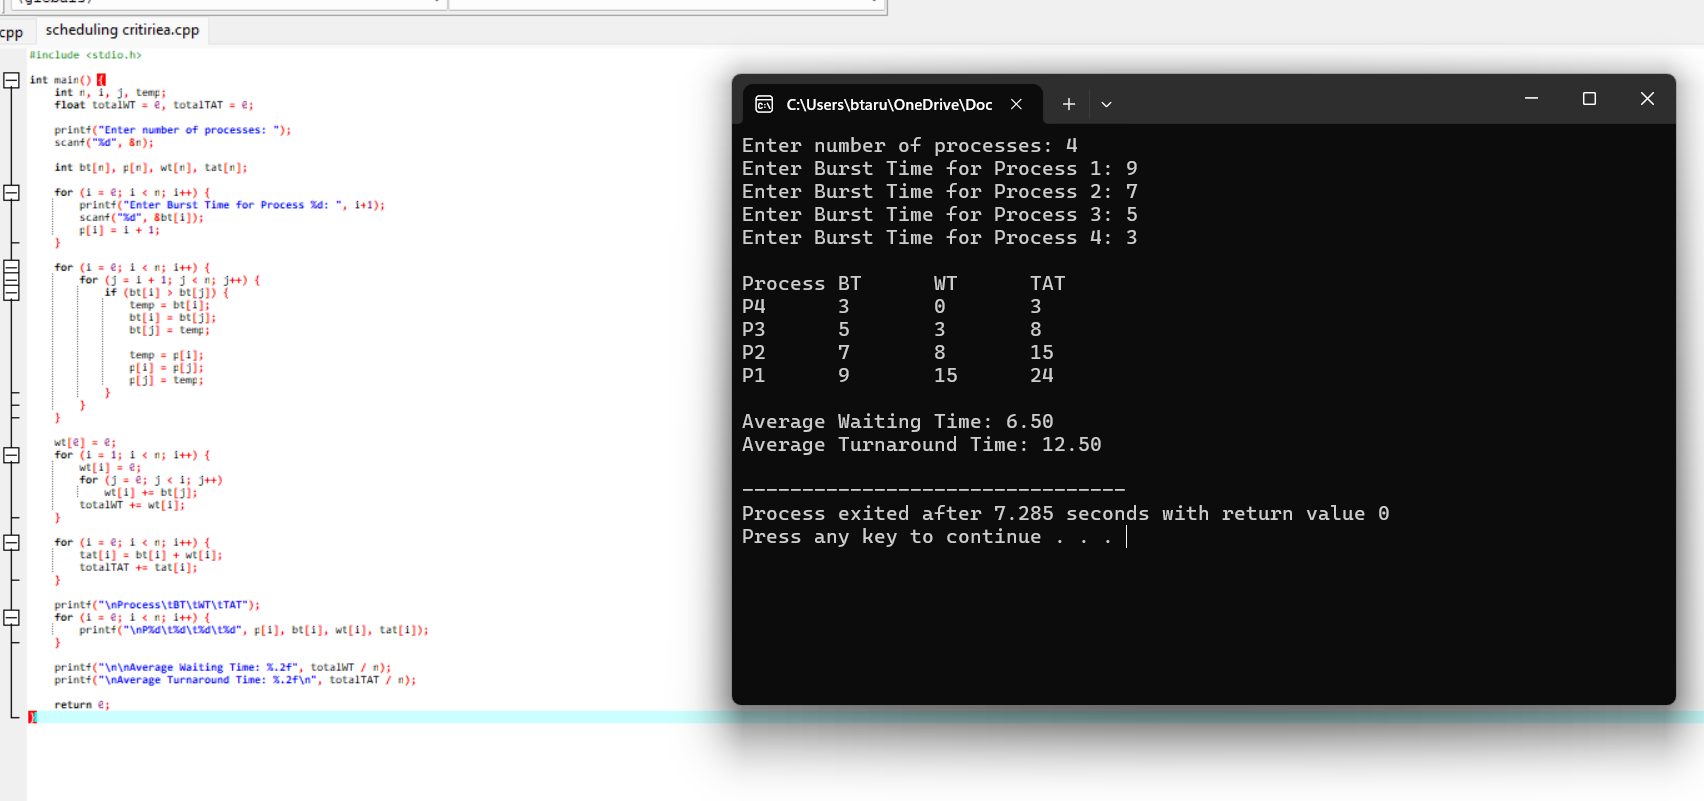 (globals)
cpp
scheduling critiriea.cpp
#include <stdio.h>
int main() {
int n, i, j, temp;
float totalWT = 0, totalTAT = 0;
printf("Enter number of processes: ");
scanf("%d", &n);
int bt[n], p[n], wt[n], tat[n];
for (i = 0; i < n; i++) {
printf("Enter Burst Time for Process %d: ", i+1);
scanf("%d", &bt[i]);
p[i] = i + 1;
}
for (i = 0; i < n; i++) {
for (j = i + 1; j < n; j++) {
if (bt[i] > bt[j]) {
temp = bt[i];
bt[i] = bt[j];
bt[j] = temp;
temp = p[i];
p[i] = p[j];
p[j] = temp;
}
}
}
wt[0] = 0;
for (i = 1; i < n; i++) {
wt[i] = 0;
for (j = 0; j < i; j++)
wt[i] += bt[j];
totalWT += wt[i];
}
for (i = 0; i < n; i++) {
tat[i] = bt[i] + wt[i];
totalTAT += tat[i];
}
printf("\nProcess\tBT\tWT\tTAT");
for (i = 0; i < n; i++) {
printf("\nP%d\t%d\t%d\t%d", p[i], bt[i], wt[i], tat[i]);
}
printf("\n\nAverage Waiting Time: %.2f", totalWT / n);
printf("\nAverage Turnaround Time: %.2f\n", totalTAT / n);
return 0;
}
C:\Users\btaru\OneDrive\Doc
Enter number of processes: 4
Enter Burst Time for Process 1: 9
Enter Burst Time for Process 2: 7
Enter Burst Time for Process 3: 5
Enter Burst Time for Process 4: 3
Process BT WT TAT
P4 3 0 3
P3 5 3 8
P2 7 8 15
P1 9 15 24
Average Waiting Time: 6.50
Average Turnaround Time: 12.50
--------------------------------
Process exited after 7.285 seconds with return value 0
Press any key to continue . . .